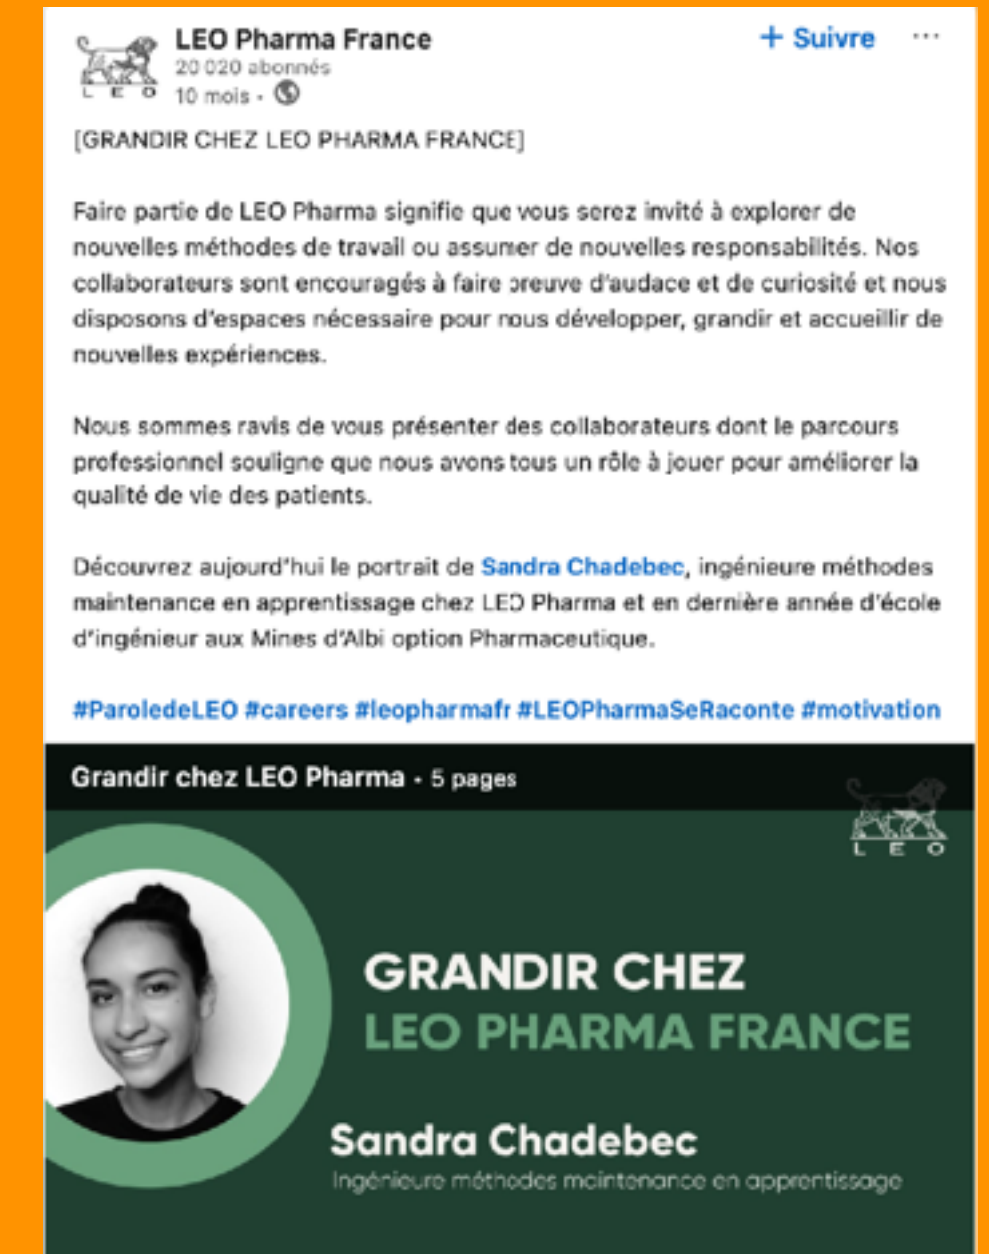 LEO Pharma France
+ Suivre ...
20 020 abonnés
LEO
10 mois •
[GRANDIR CHEZ LEO PHARMA FRANCE]
Faire partie de LEO Pharma signifie que vous serez invité à explorer de
nouvelles méthodes de travail ou assumer de nouvelles responsabilités. Nos
collaborateurs sont encouragés à faire preuve d'audace et de curiosité et nous
disposons d'espaces nécessaire pour nous développer, grandir et accueillir de
nouvelles expériences.
Nous sommes ravis de vous présenter des collaborateurs dont le parcours
professionnel souligne que nous avons tous un rôle à jouer pour améliorer la
qualité de vie des patients.
Découvrez aujourd'hui le portrait de Sandra Chadebec, ingénieure méthodes
maintenance en apprentissage chez LEO Pharma et en dernière année d'école
d'ingénieur aux Mines d'Albi option Pharmaceutique.
#ParoledeLEO #careers #leopharmafr #LEOPharmaSeRaconte #motivation
Grandir chez LEO Pharma • 5 pages
LEO
GRANDIR CHEZ
LEO PHARMA FRANCE
Sandra Chadebec
Ingénieure méthodes maintenance en apprentissage